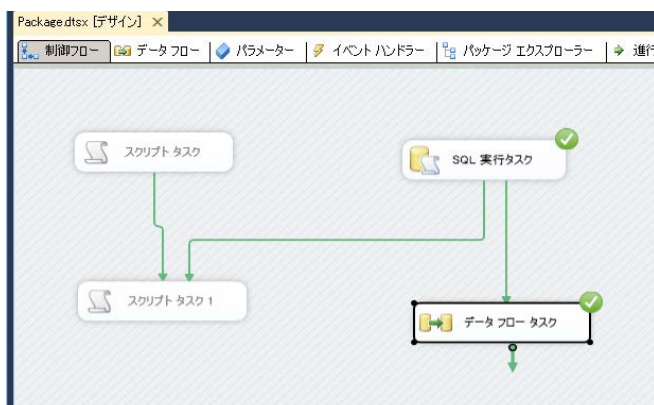 Package.dtsx [デザイン]
制御フロー データ フロー パラメーター イベント ハンドラー パッケージ エクスプローラー 進行
スクリプト タスク
SQL 実行タスク
スクリプト タスク 1
データ フロー タスク